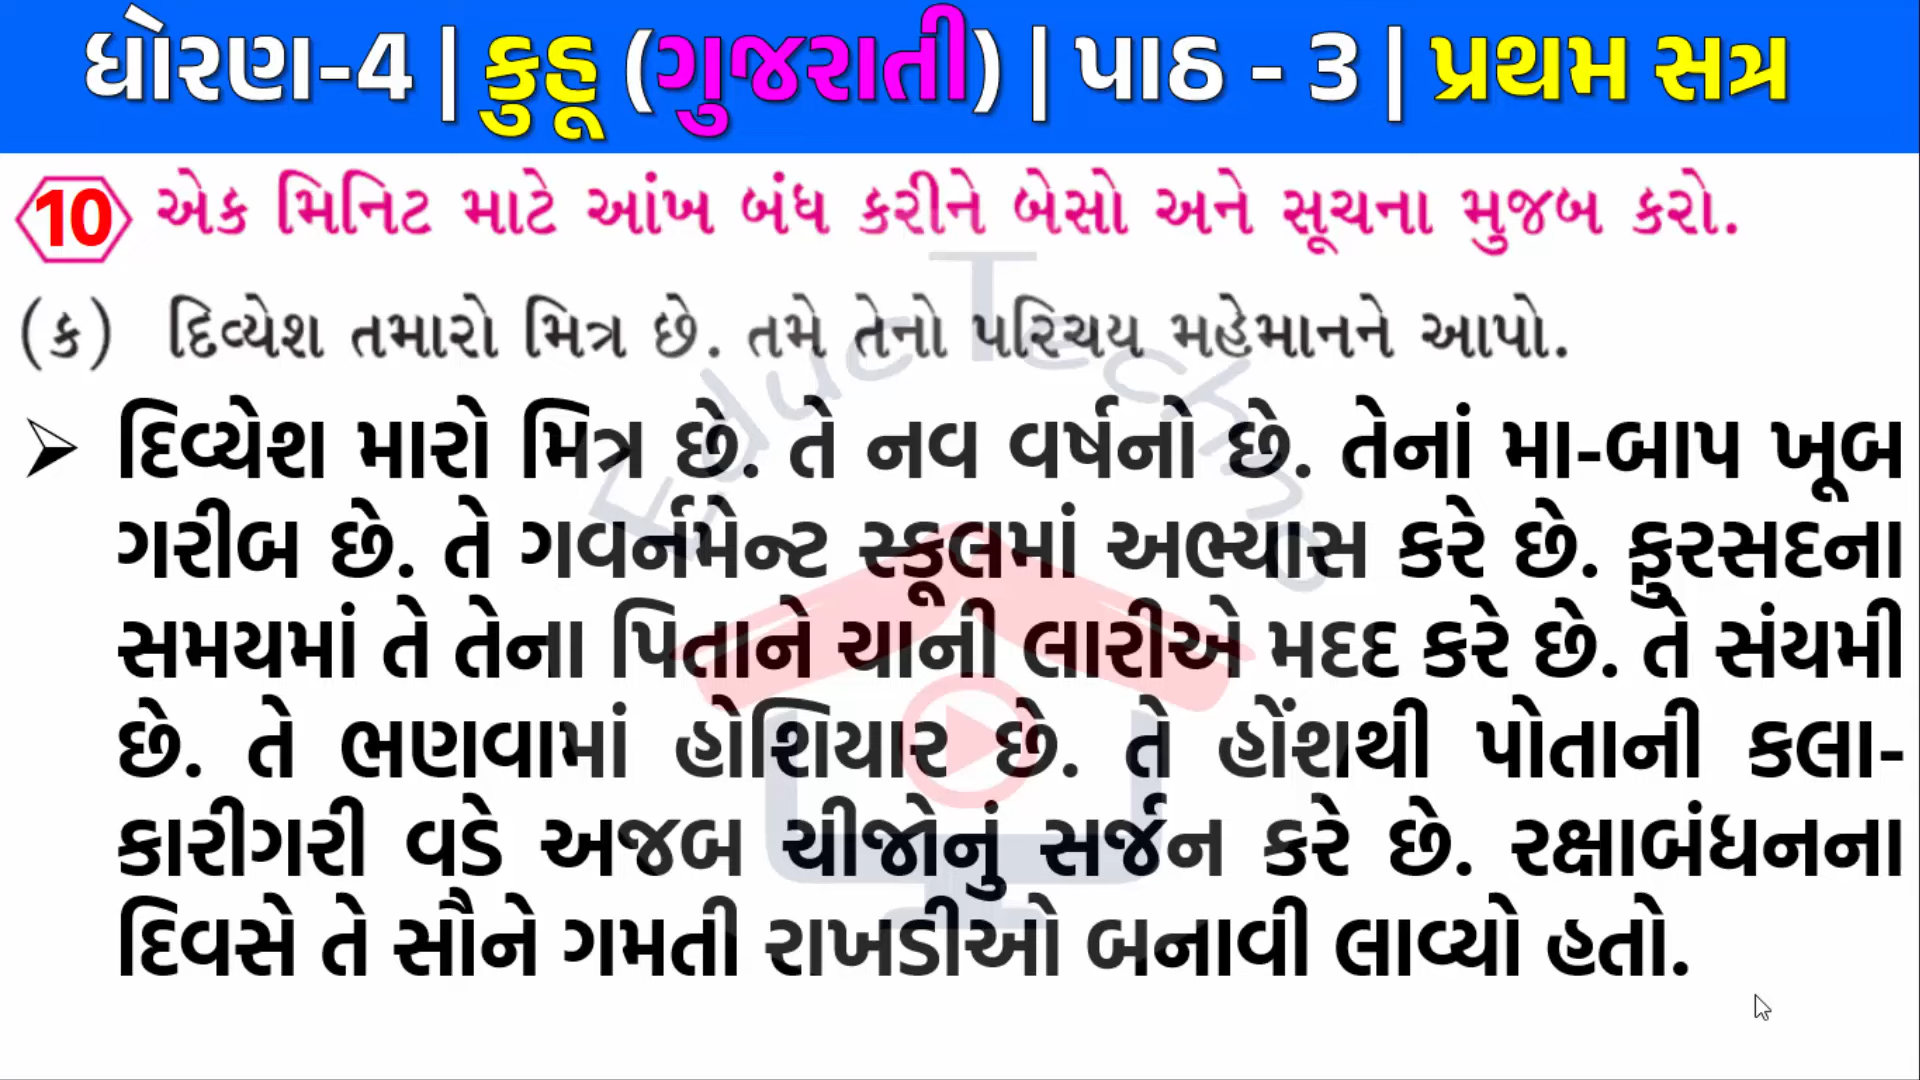 ધોરણ-4 | કુહૂ (ગુજરાતી) | પાઠ - 3 | પ્રથમ સત્ર
10 એક મિનિટ માટે આંખ બંધ કરીને બેસો અને સૂચના મુજબ કરો.
(ક) દિવ્યેશ તમારો મિત્ર છે. તમે તેનો પરિચય મહેમાનને આપો.
➢ દિવ્યેશ મારો મિત્ર છે. તે નવ વર્ષનો છે. તેનાં મા-બાપ ખૂબ
ગરીબ છે. તે ગવર્નમેન્ટ સ્કૂલમાં અભ્યાસ કરે છે. ફુરસદના
સમયમાં તે તેના પિતાને ચાની લારીએ મદદ કરે છે. તે સંયમી
છે. તે ભણવામાં હોશિયાર છે. તે હોંશથી પોતાની કલા-
કારીગરી વડે અજબ ચીજોનું સર્જન કરે છે. રક્ષાબંધનના
દિવસે તે સૌને ગમતી રાખડીઓ બનાવી લાવ્યો હતો.
Educ Techno